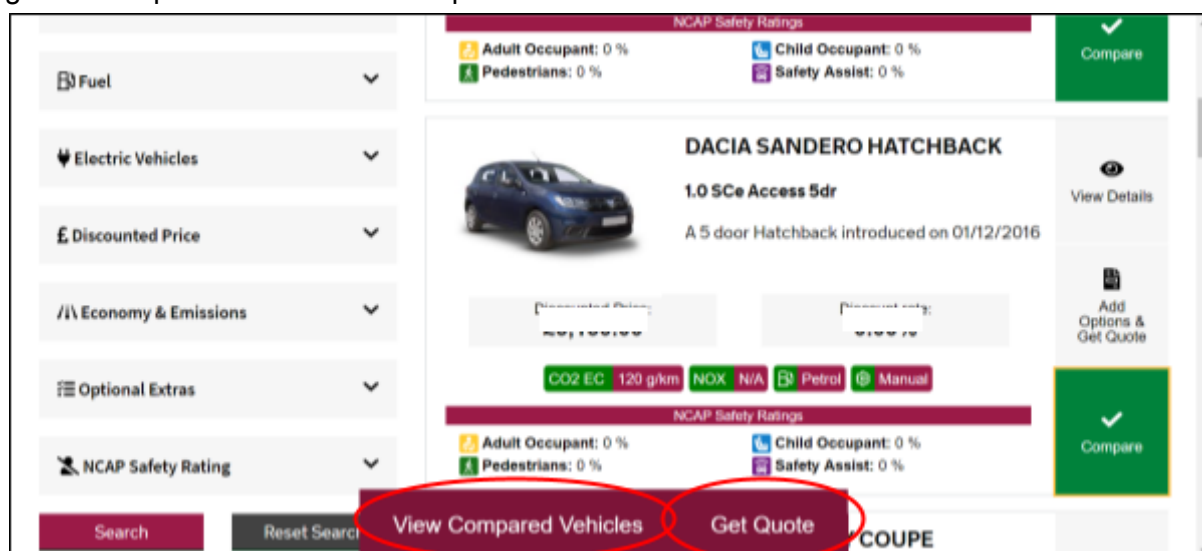 NCAP Safety Ratings
Adult Occupant: 0 %
Child Occupant: 0 %
Pedestrians: 0 %
Safety Assist: 0 %
Compare
Fuel
Electric Vehicles
£ Discounted Price
Economy & Emissions
Optional Extras
NCAP Safety Rating
Search
Reset Search
DACIA SANDERO HATCHBACK
1.0 SCe Access 5dr
A 5 door Hatchback introduced on 01/12/2016
View Details
Add
Options &
Get Quote
CO2 EC 120 g/km NOX N/A Petrol Manual
NCAP Safety Ratings
Adult Occupant: 0 %
Child Occupant: 0 %
Pedestrians: 0 %
Safety Assist: 0 %
Compare
View Compared Vehicles
Get Quote
COUPE